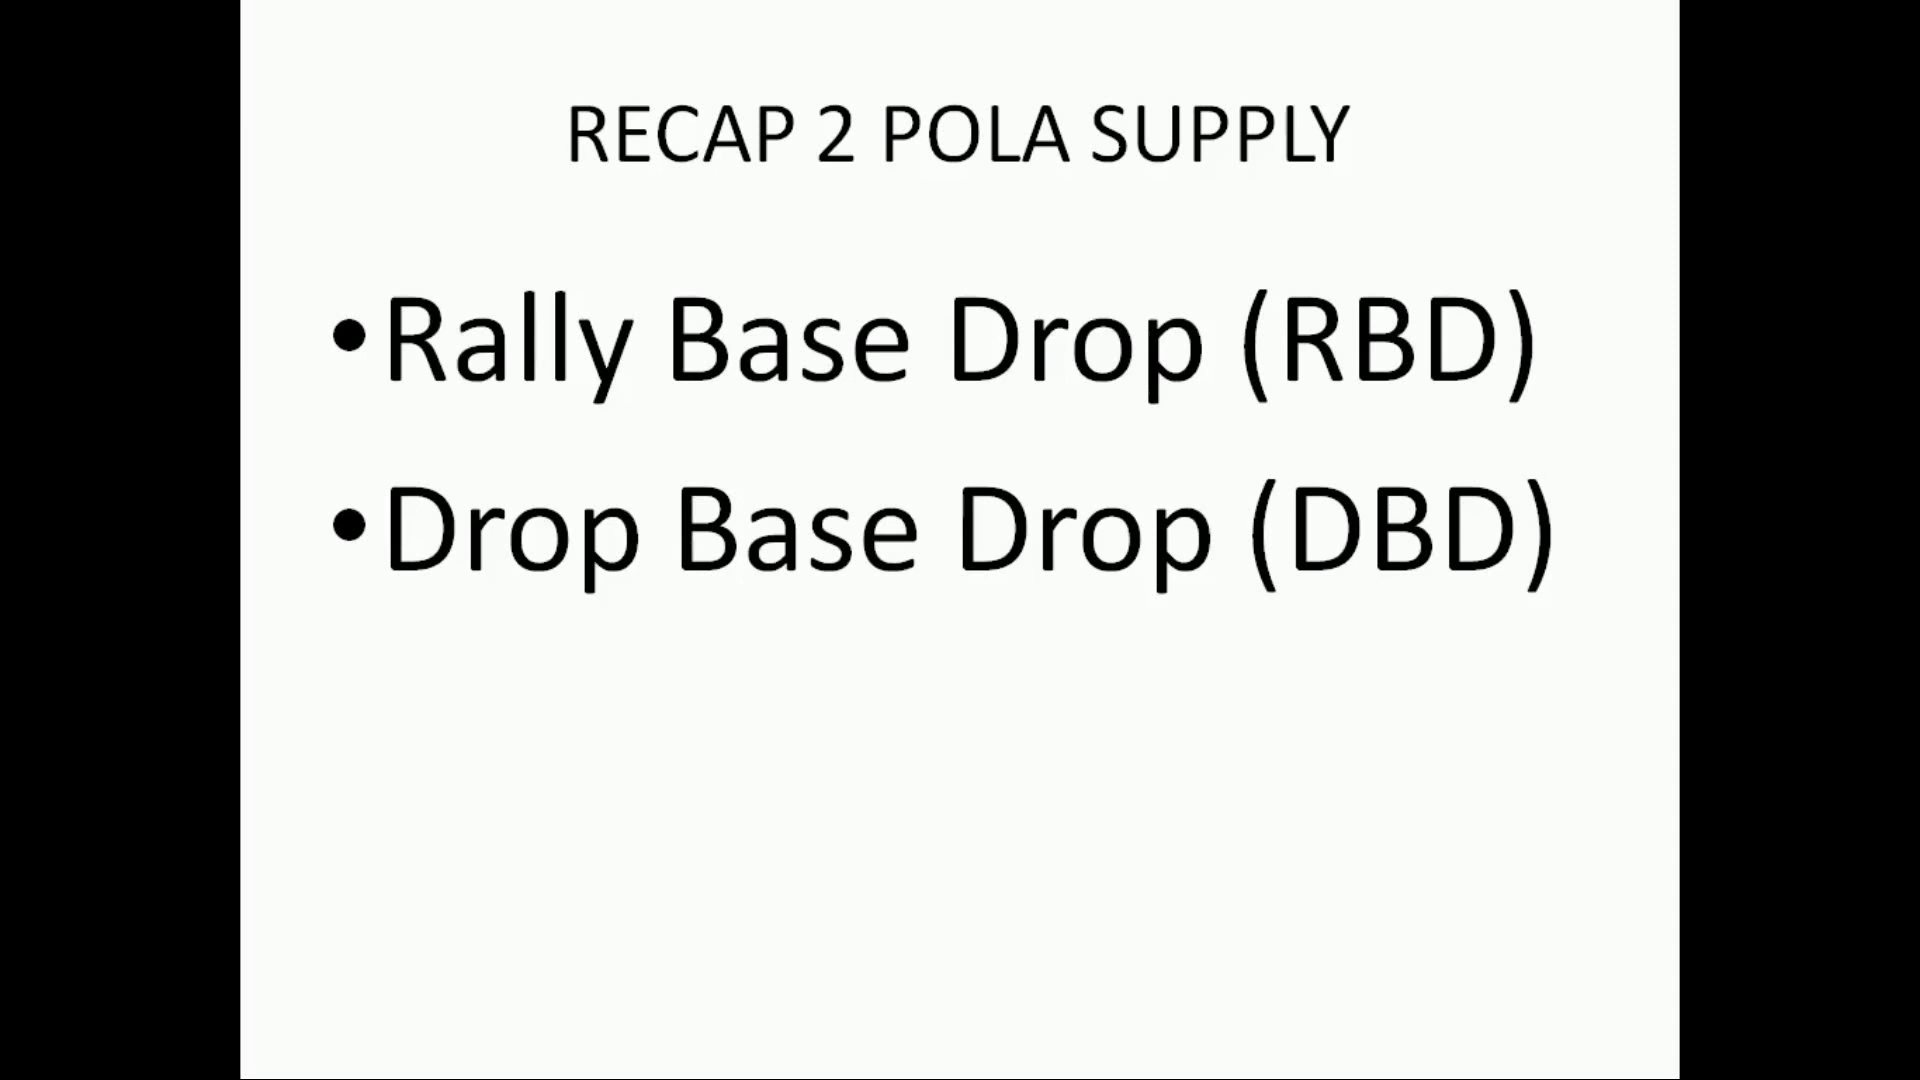 RECAP 2 POLA SUPPLY
•Rally Base Drop (RBD)
•Drop Base Drop (DBD)